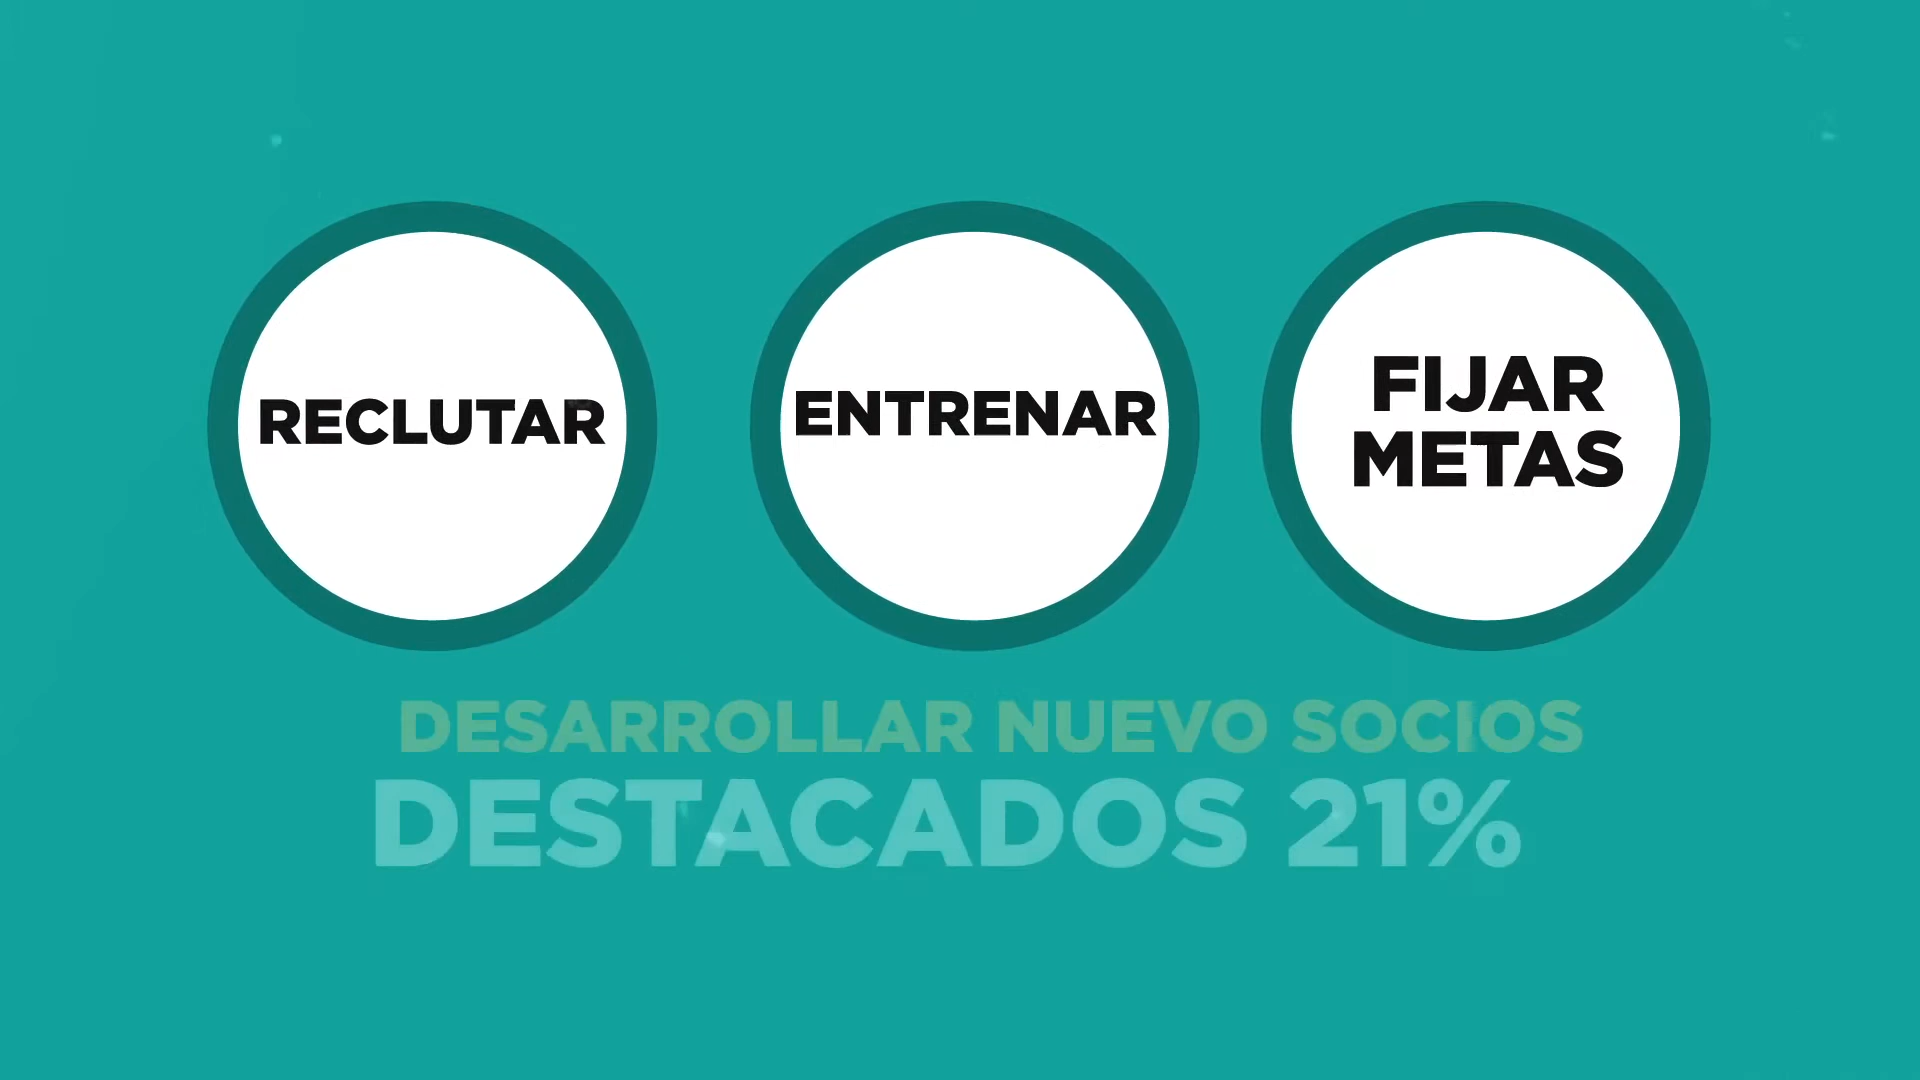 RECLUTAR
ENTRENAR
FIJAR
METAS
DESARROLLAR NUEVO SOCIOS
DESTACADOS 21%